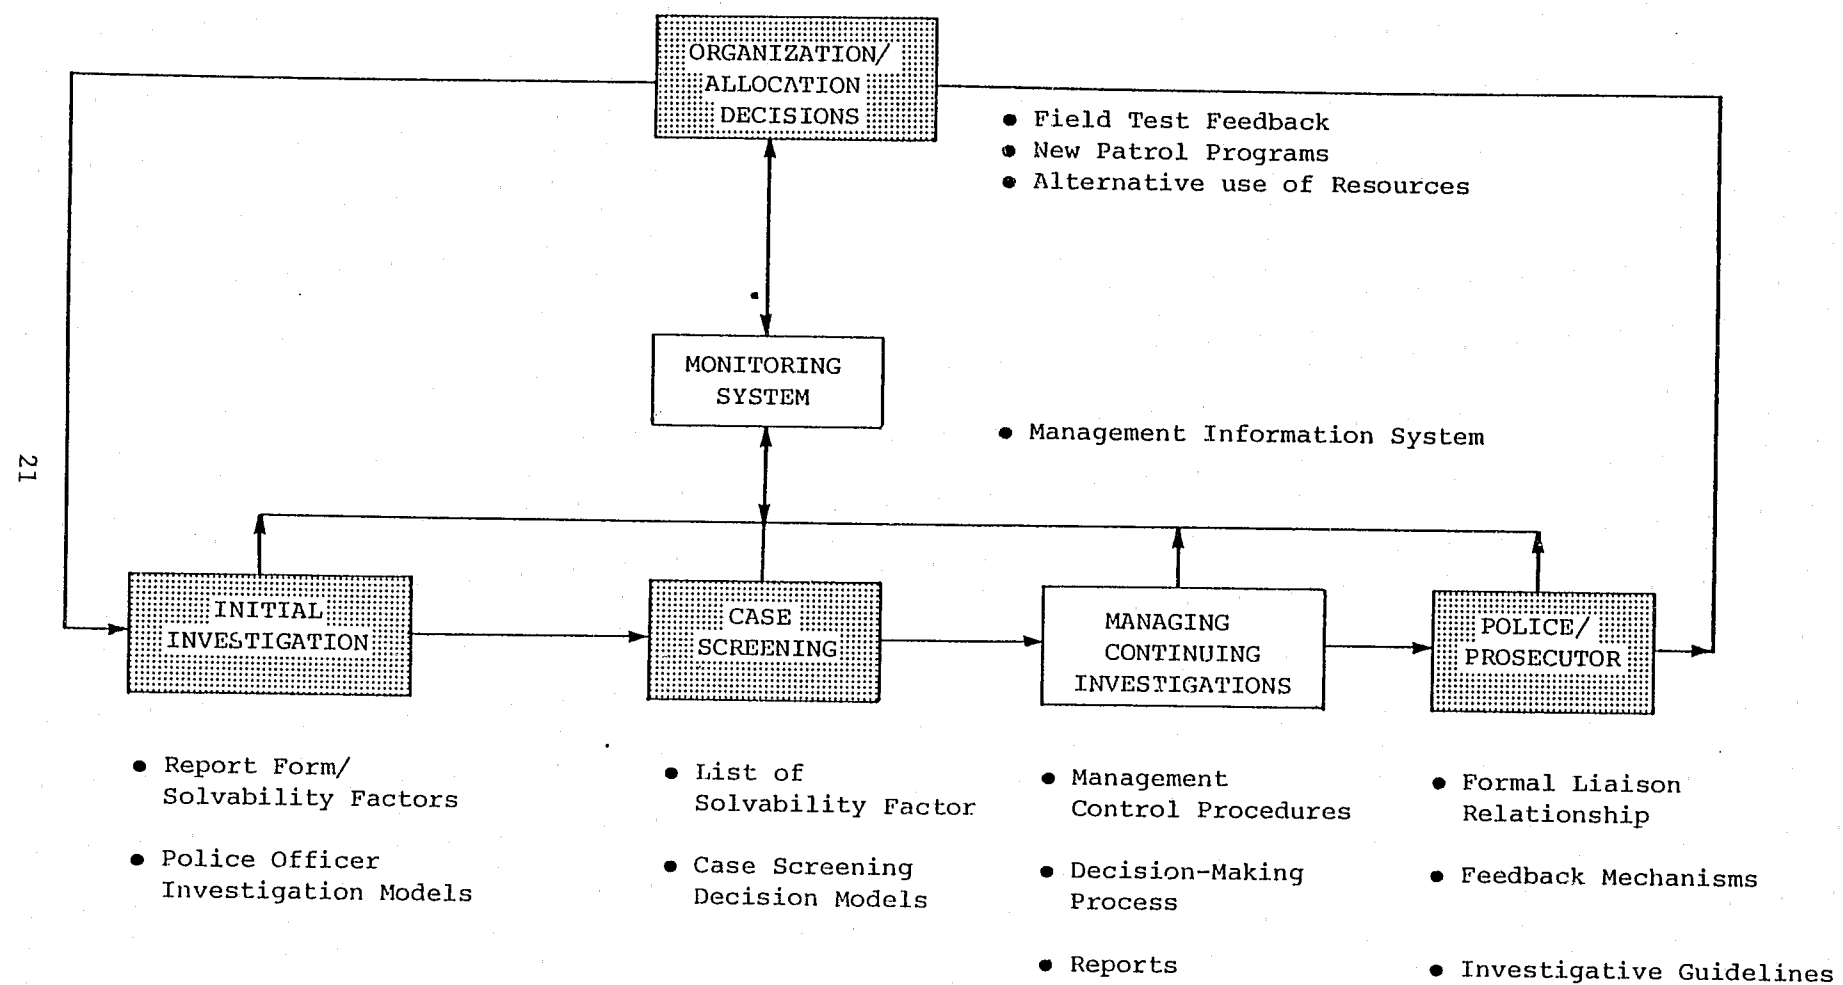 ORGANIZATION/
ALLOCATION
DECISIONS
● Field Test Feedback
● New Patrol Programs
● Alternative use of Resources
MONITORING
SYSTEM
● Management Information System
21
INITIAL
INVESTIGATION
CASE
SCREENING
MANAGING
CONTINUING
INVESTIGATIONS
POLICE/
PROSECUTOR
● Report Form/
Solvability Factors
● Police Officer
Investigation Models
● List of
Solvability Factor
● Case Screening
Decision Models
● Management
Control Procedures
● Decision-Making
Process
● Reports
● Formal Liaison
Relationship
● Feedback Mechanisms
● Investigative Guidelines